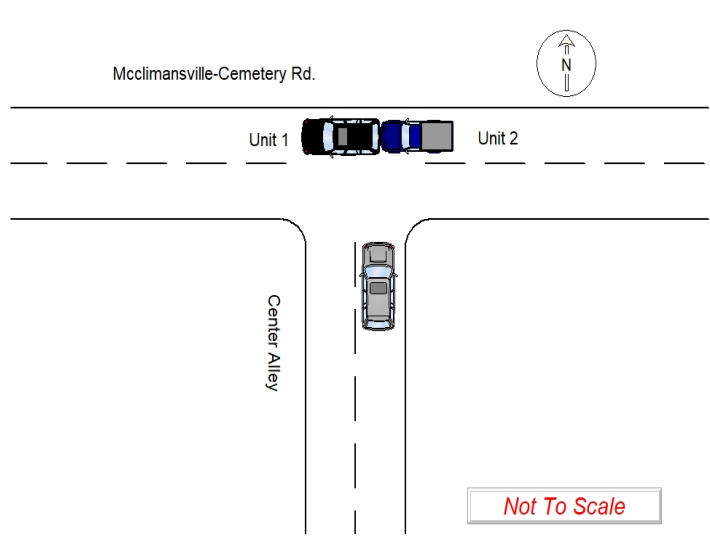 Mcclimansville-Cemetery Rd.
N
Unit 1
Unit 2
Center Alley
Not To Scale